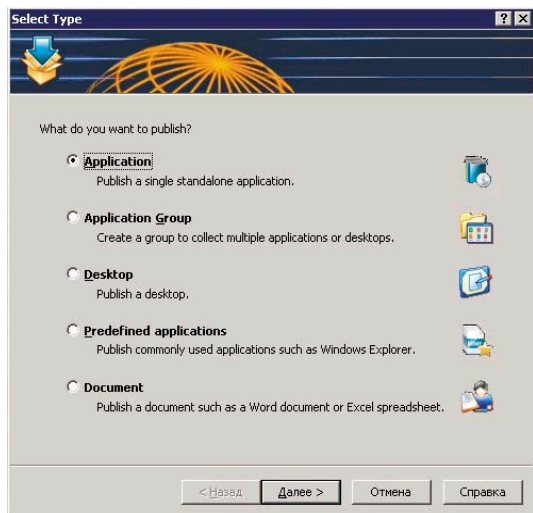 Select Type
What do you want to publish?
Application
Publish a single standalone application.
Application Group
Create a group to collect multiple applications or desktops.
Desktop
Publish a desktop.
Predefined applications
Publish commonly used applications such as Windows Explorer.
Document
Publish a document such as a Word document or Excel spreadsheet.
< Назад Далее > Отмена Справка